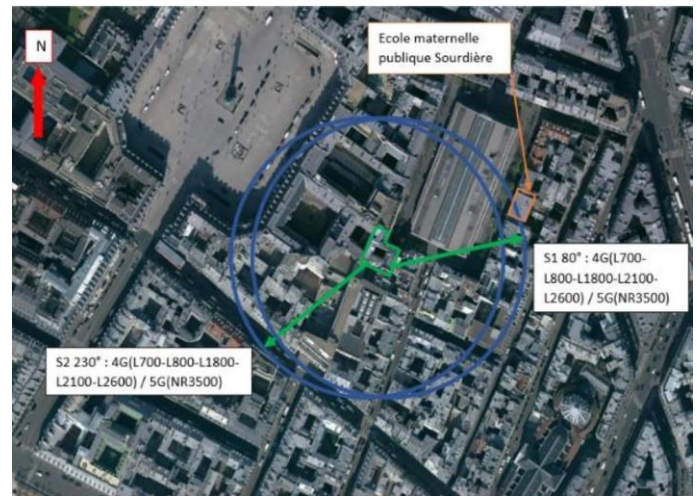 N
Ecole maternelle
publique Sourdière
S1 80° : 4G(L700-
L800-L1800-L2100-
L2600) / 5G(NR3500)
S2 230° : 4G(L700-L800-L1800-
L2100-L2600) / 5G(NR3500)